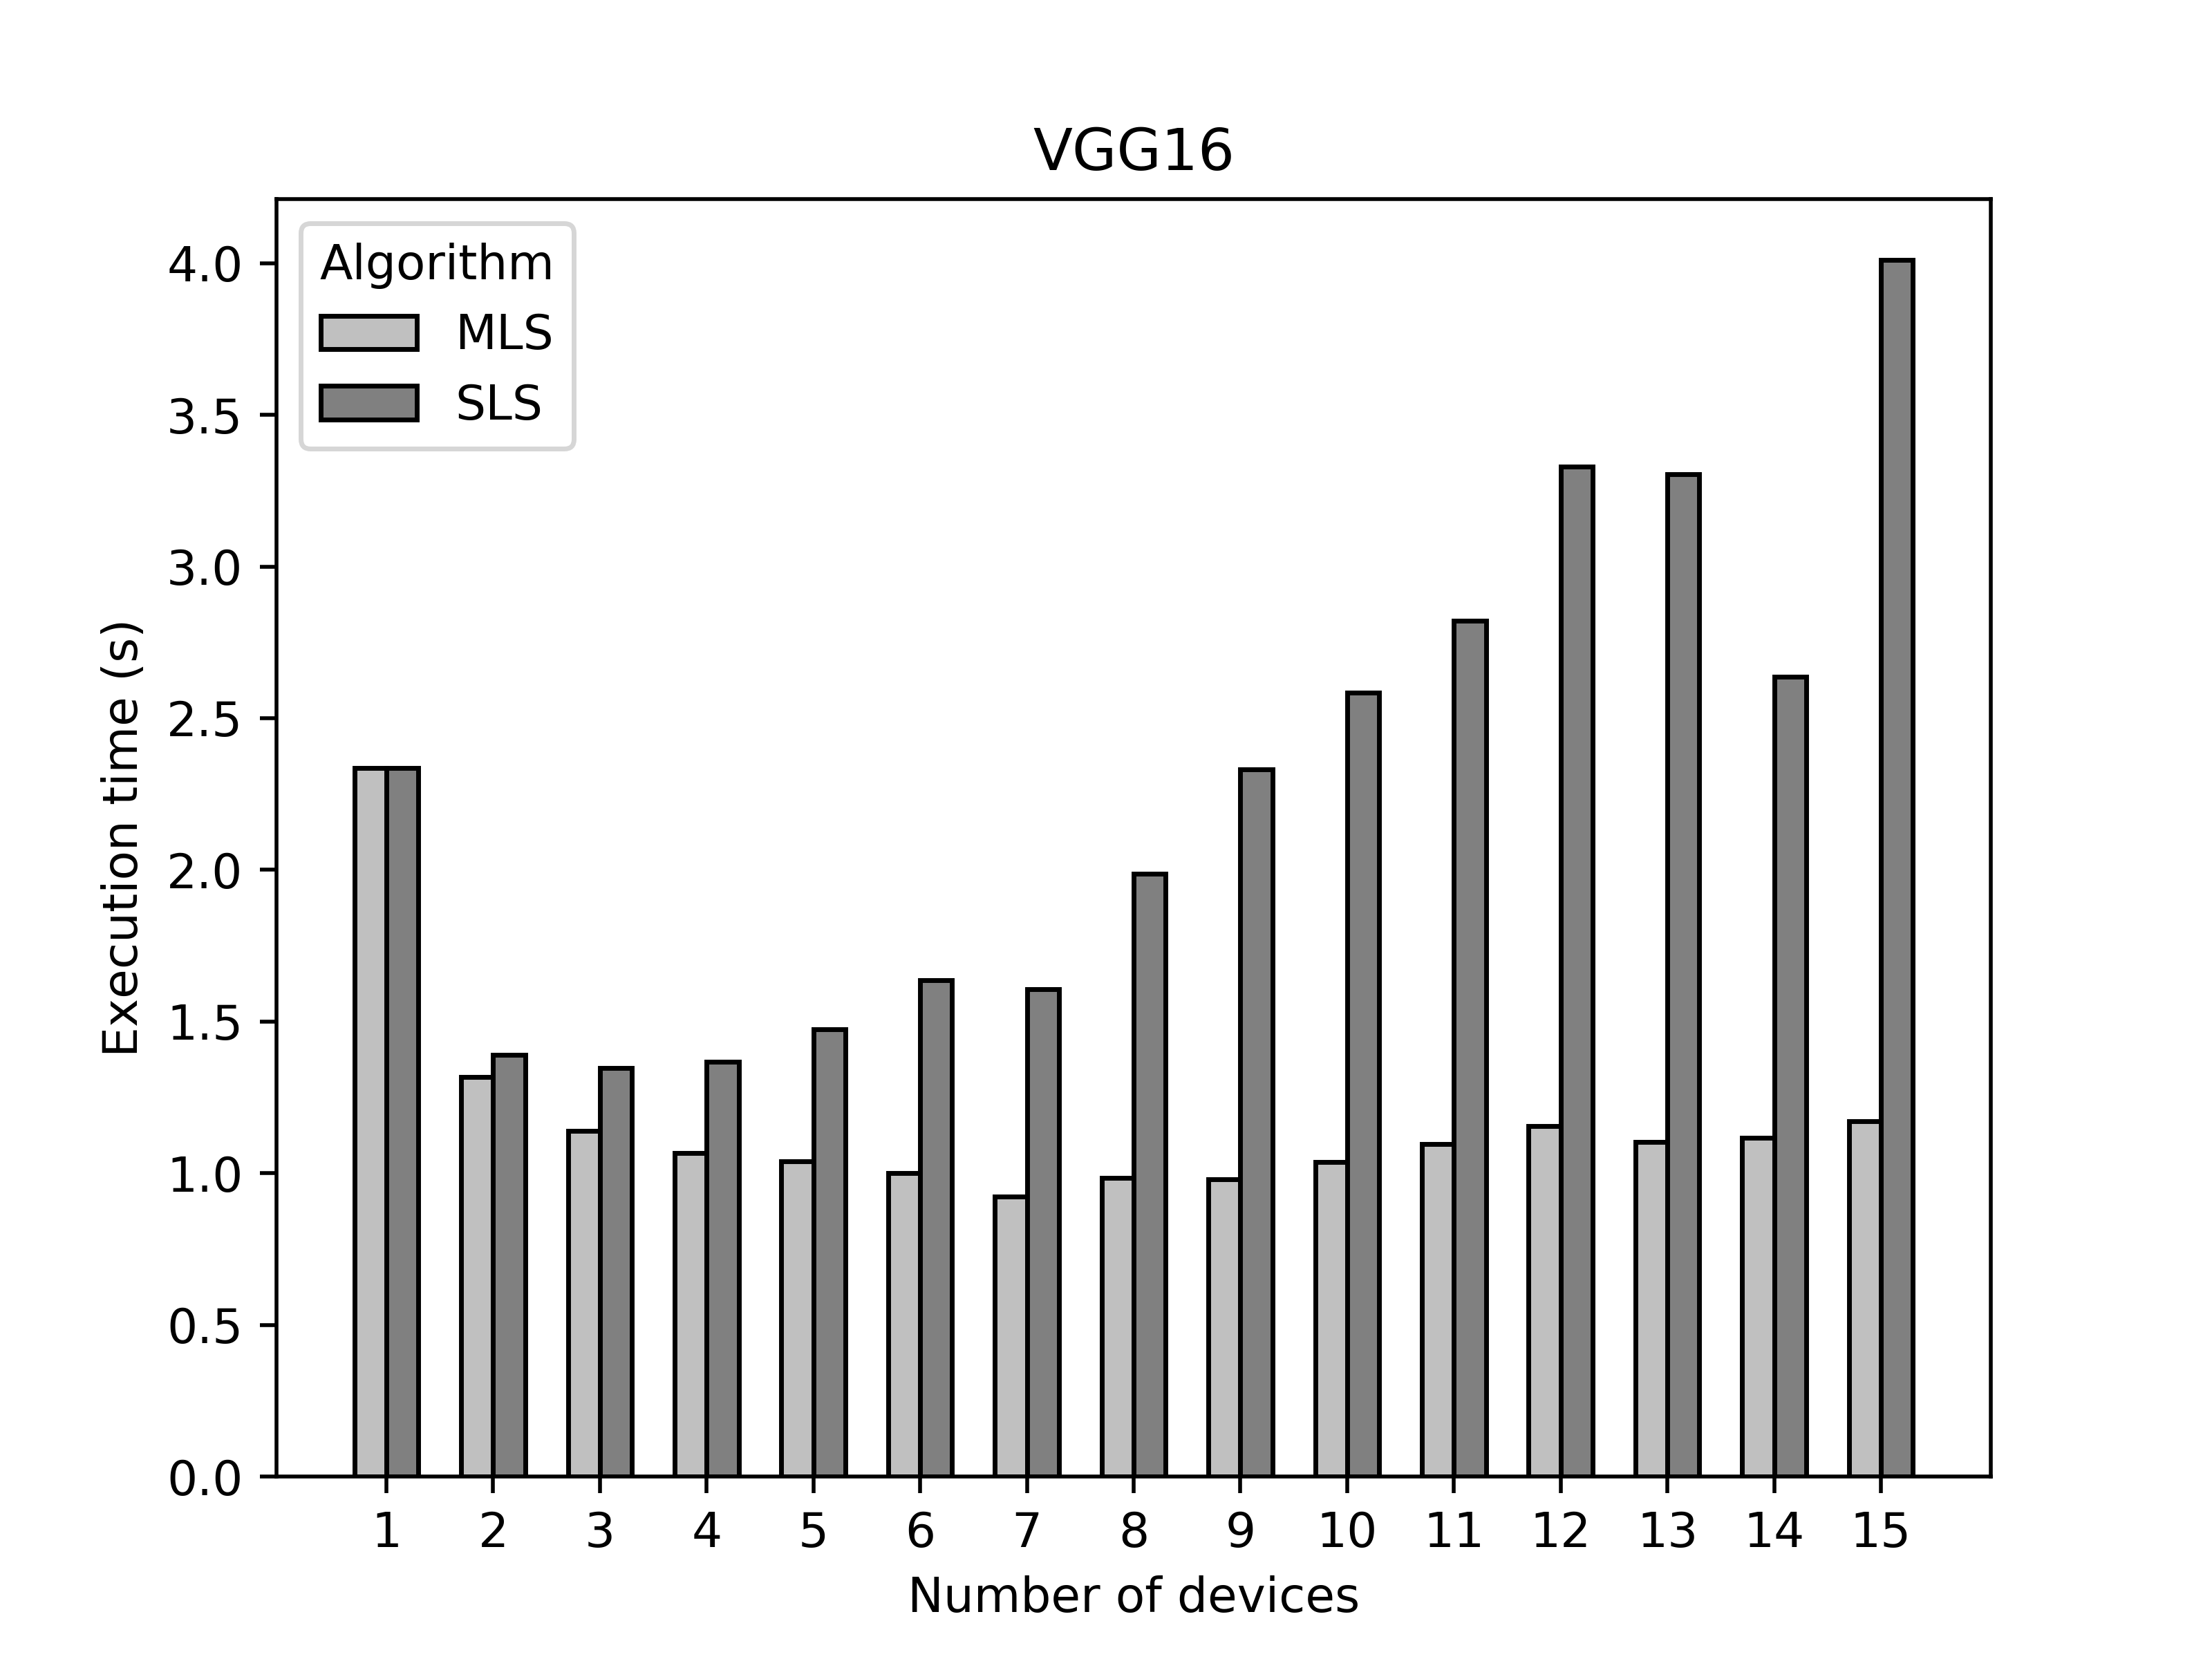 VGG16
Algorithm
MLS
SLS
Execution time (s)
4.0
3.5
3.0
2.5
2.0
1.5
1.0
0.5
0.0
1 2 3 4 5 6 7 8 9 10 11 12 13 14 15
Number of devices